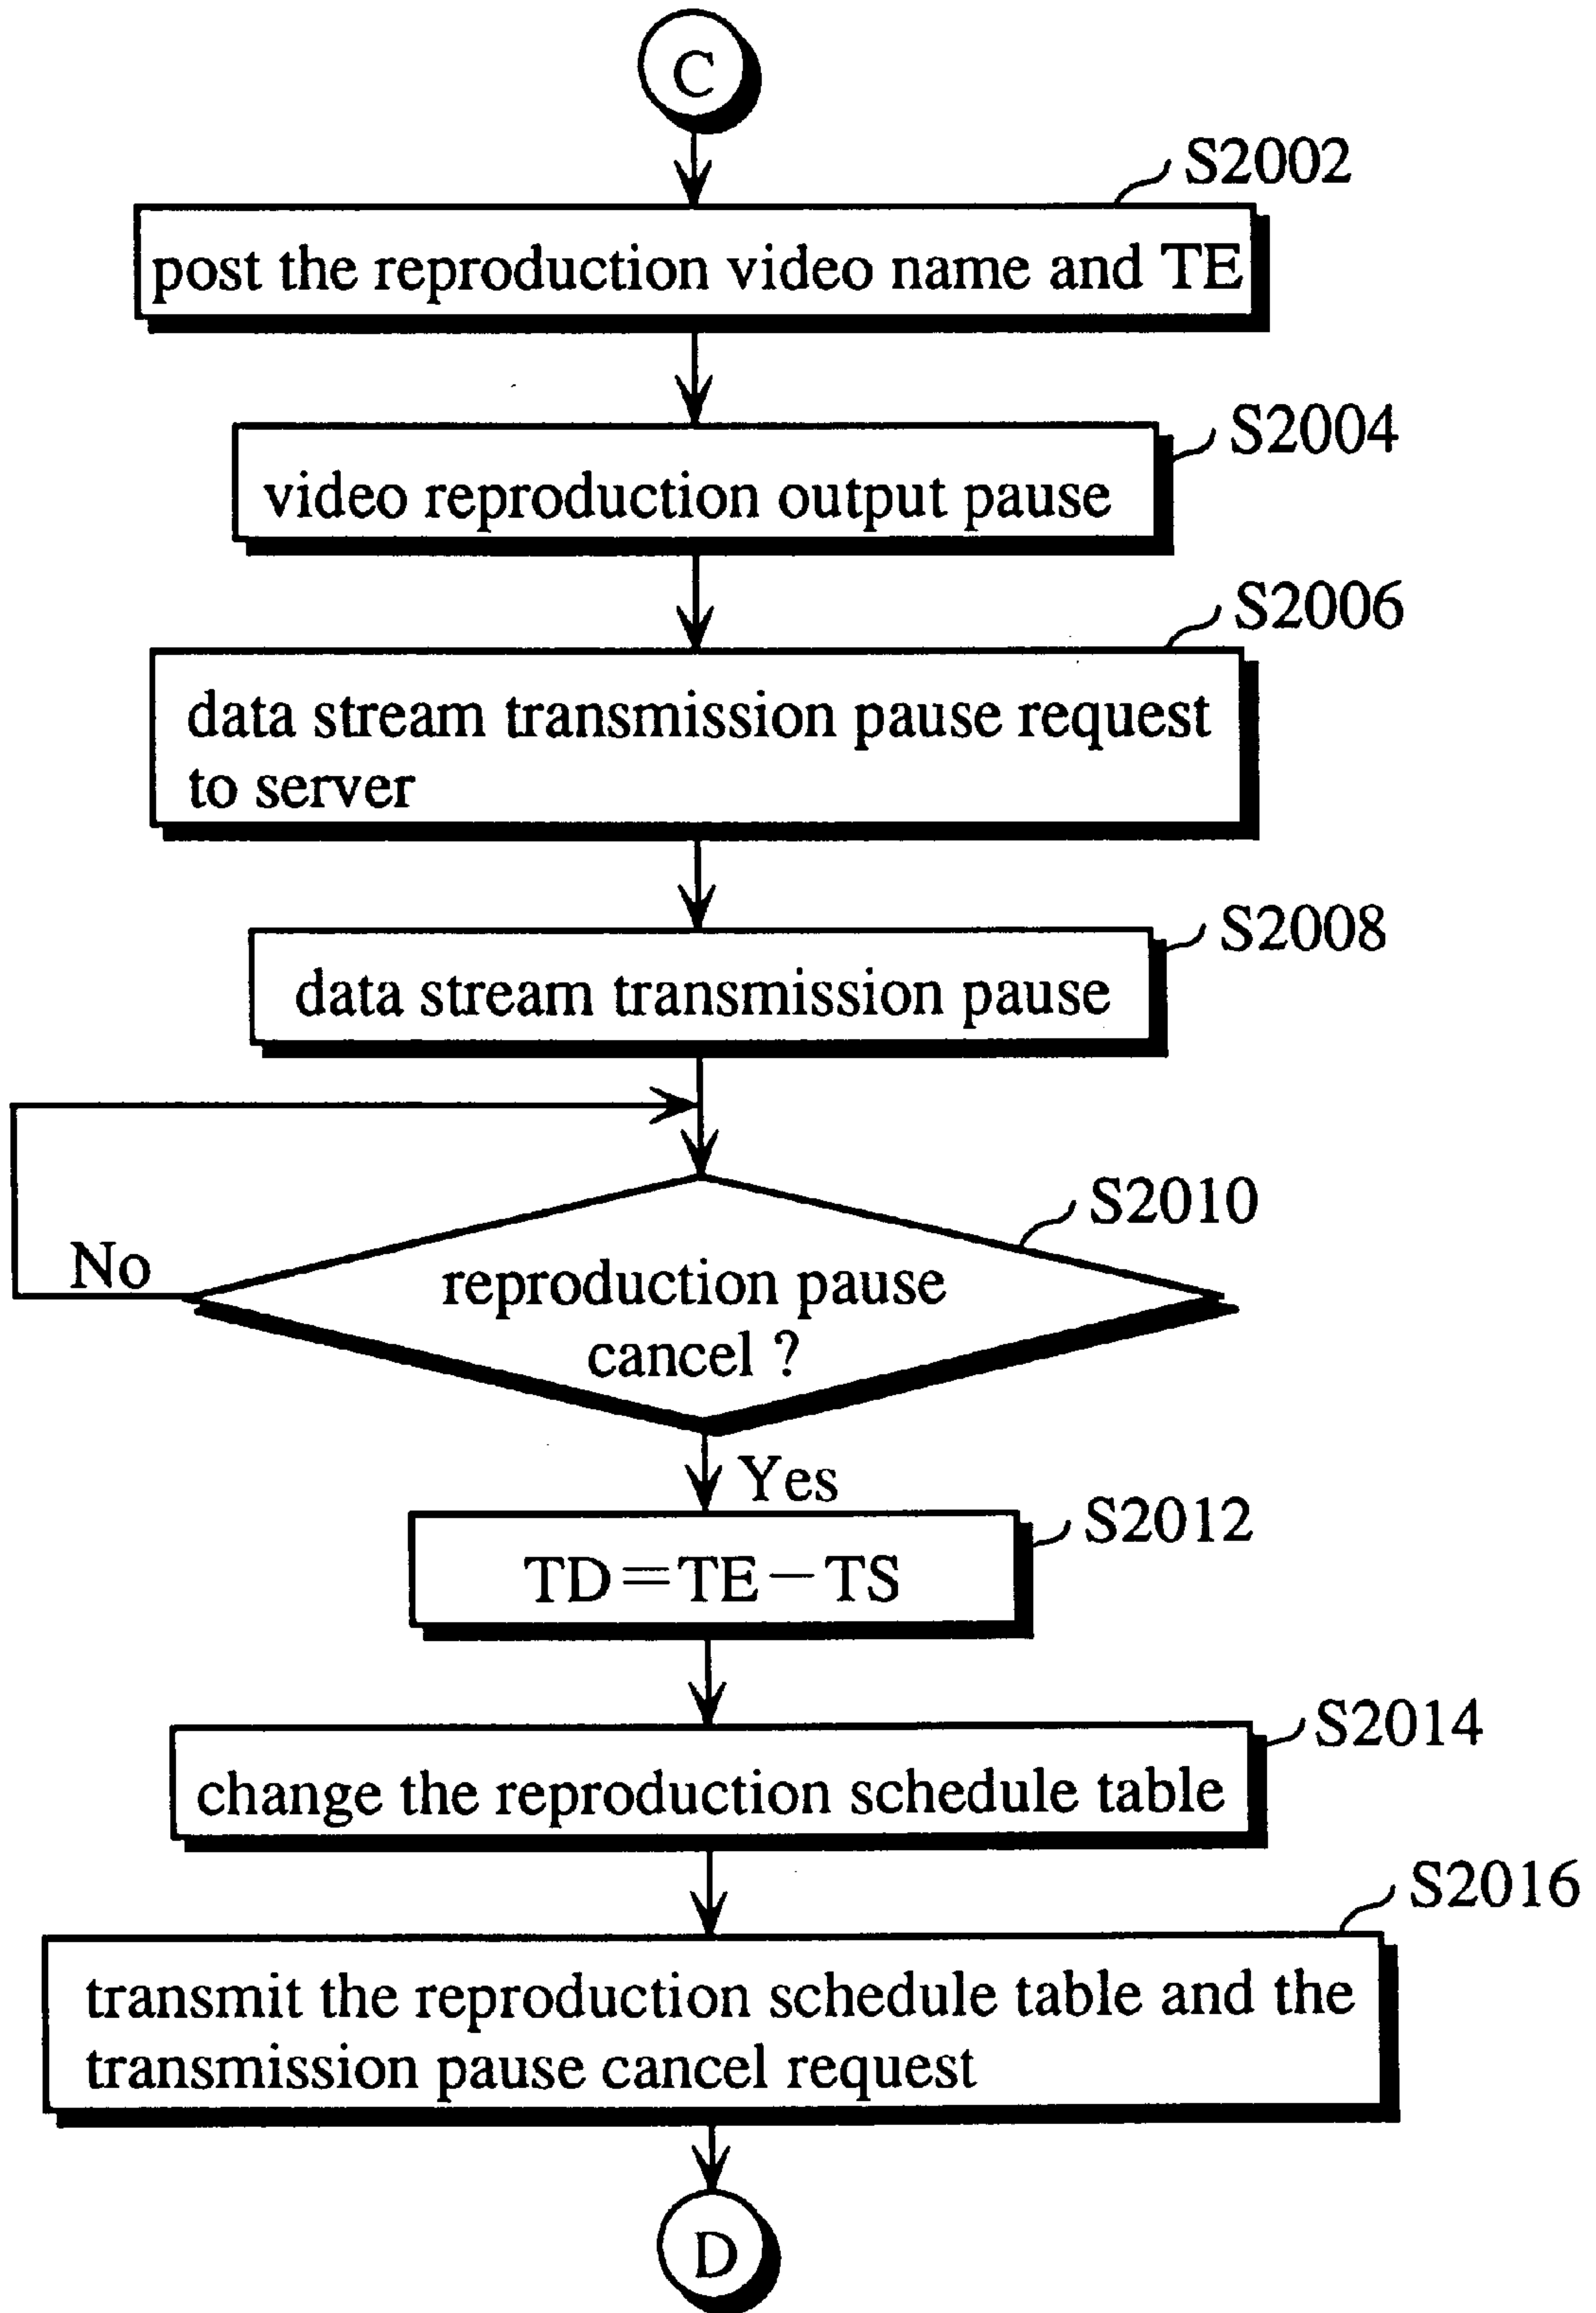 C
S2002
post the reproduction video name and TE
S2004
video reproduction output pause
S2006
data stream transmission pause request
to server
S2008
data stream transmission pause
S2010
No
reproduction pause
cancel ?
Yes
S2012
TD=TE-TS
S2014
change the reproduction schedule table
S2016
transmit the reproduction schedule table and the
transmission pause cancel request
D